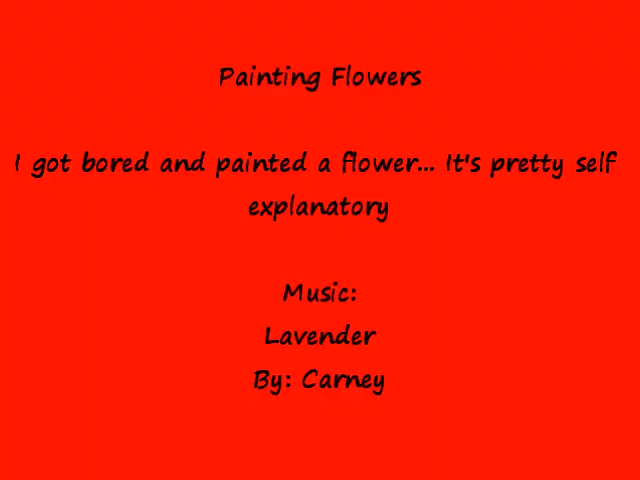 Painting Flowers
I got bored and painted a flower... It's pretty self
explanatory
Music:
Lavender
By: Carney